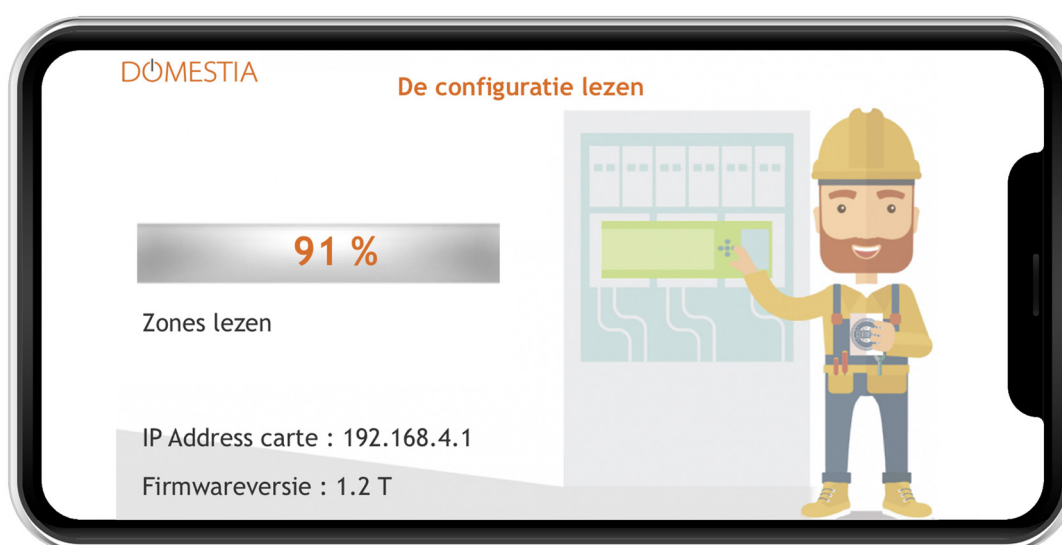 DOMESTIA
De configuratie lezen
91 %
Zones lezen
IP Address carte : 192.168.4.1
Firmwareversie : 1.2 T